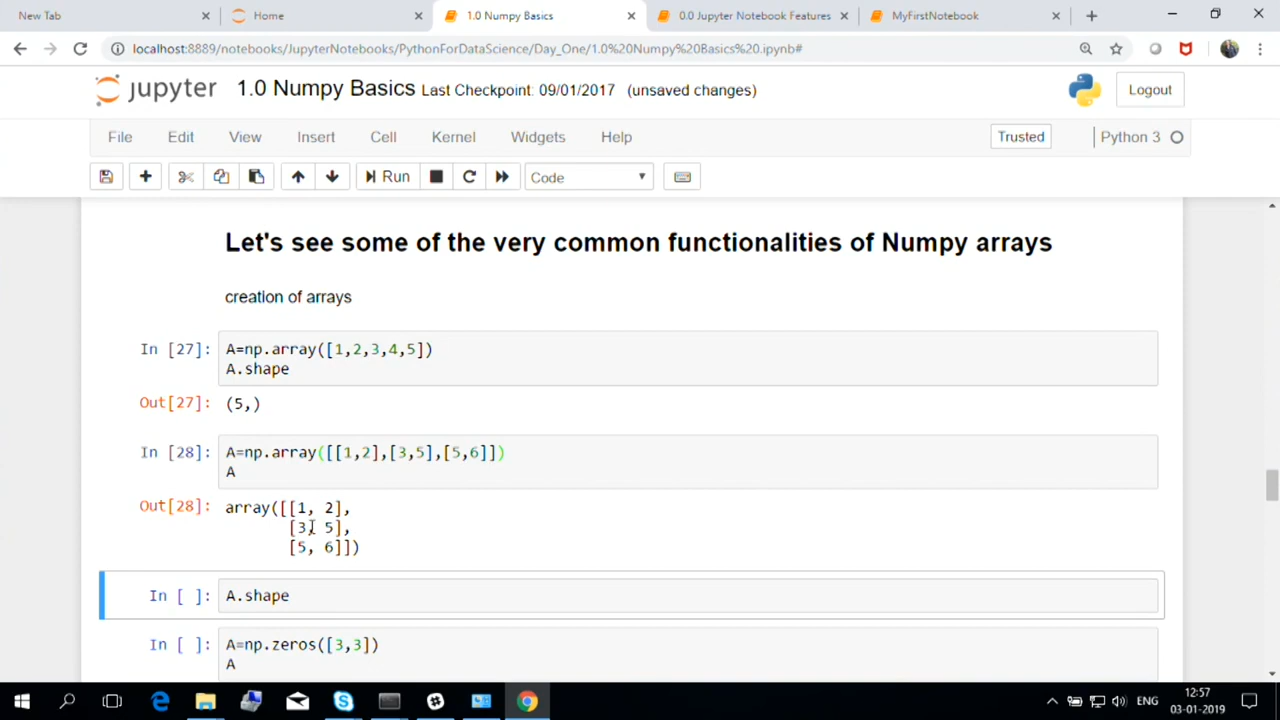 New Tab
Home
1.0 Numpy Basics
0.0 Jupyter Notebook Features
MyFirstNotebook
localhost:8889/notebooks/JupyterNotebooks/PythonForDataScience/Day_One/1.0%20Numpy%20Basics%20.ipynb#
jupyter 1.0 Numpy Basics Last Checkpoint: 09/01/2017 (unsaved changes)
Logout
File Edit View Insert Cell Kernel Widgets Help
Trusted
Python 3
Run
Code
Let's see some of the very common functionalities of Numpy arrays
creation of arrays
In [27]: A=np.array([1,2,3,4,5])
A.shape
Out[27]: (5,)
In [28]: A=np.array([[1,2],[3,5],[5,6]])
A
Out[28]: array([[1, 2],
[3, 5],
[5, 6]])
In [ ]: A.shape
In [ ]: A=np.zeros([3,3])
A
ENG
12:57
03-01-2019